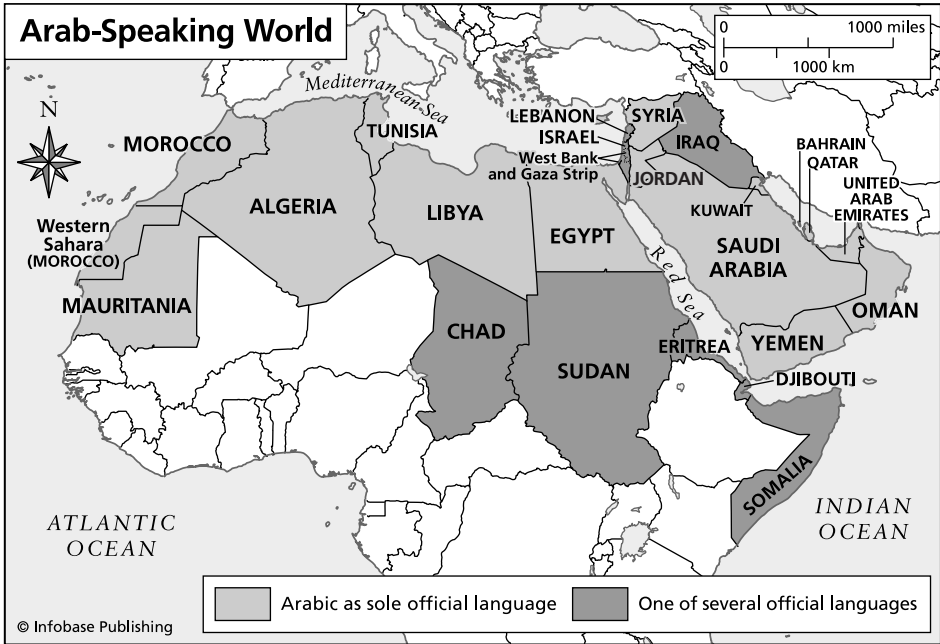 Arab-Speaking World
0 1000 miles
0 1000 km
N
Mediterranean Sea
MOROCCO
TUNISIA
LEBANON
SYRIA
ISRAEL
IRAQ
West Bank
and Gaza Strip
JORDAN
BAHRAIN
QATAR
KUWAIT
UNITED
ARAB
EMIRATES
Western
Sahara
(MOROCCO)
ALGERIA
LIBYA
EGYPT
SAUDI
ARABIA
Red Sea
MAURITANIA
OMAN
CHAD
SUDAN
ERITREA
YEMEN
DJIBOUTI
SOMALIA
ATLANTIC
OCEAN
INDIAN
OCEAN
Arabic as sole official language
One of several official languages
© Infobase Publishing